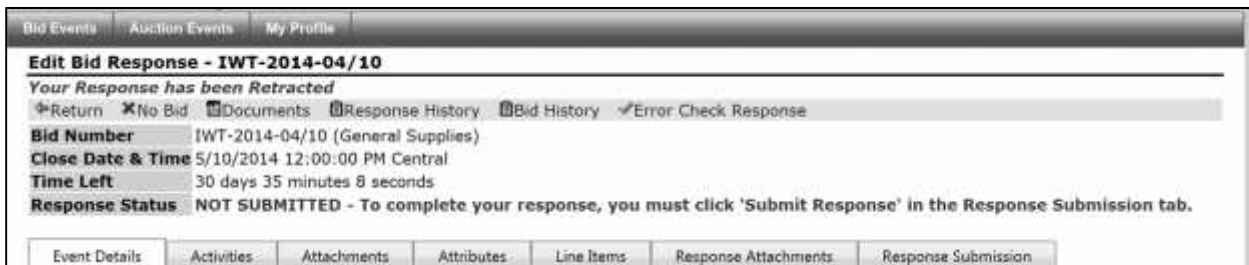 Bid Events Auction Events My Profile
Edit Bid Response - IWT-2014-04/10
Your Response has been Retracted
Return No Bid Documents Response History Bid History Error Check Response
Bid Number IWT-2014-04/10 (General Supplies)
Close Date & Time 5/10/2014 12:00:00 PM Central
Time Left 30 days 35 minutes 8 seconds
Response Status NOT SUBMITTED - To complete your response, you must click 'Submit Response' in the Response Submission tab.
Event Details Activities Attachments Attributes Line Items Response Attachments Response Submission